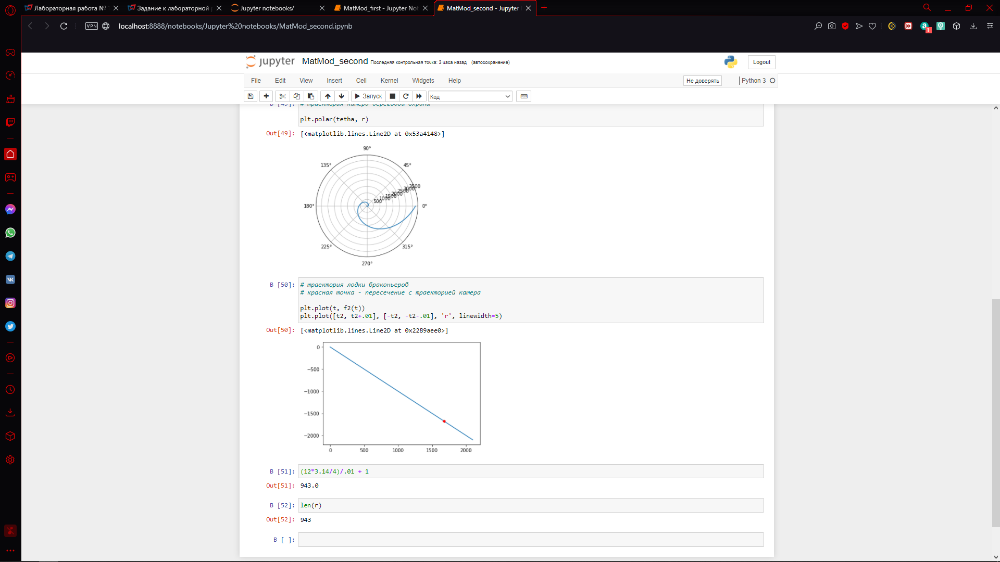 Лабораторная работа №
Задание к лабораторной
Jupyter notebooks/
MatMod_first - Jupyter Not
MatMod_second - Jupyter
VPN
localhost:8888/notebooks/Jupyter%20notebooks/MatMod_second.ipynb
1
jupyter
MatMod_second Последняя контрольная точка: 3 часа назад (автосохранение)
Logout
File Edit View Insert Cell Kernel Widgets Help
Не доверять
Python 3
Запуск
Код
B [49]: # траектория катера береговой охраны
plt.polar(tetha, r)
Out[49]: [<matplotlib.lines.Line2D at 0x53a4148>]
90°
135°
45°
3500
3000
2500
2000
1500
1000
500
180°
0°
225°
315°
270°
B [50]: # траектория лодки браконьеров
# красная точка - пересечение с траекторией катера
plt.plot(t, f2(t))
plt.plot([t2, t2+.01], [-t2, -t2-.01], 'r', linewidth=5)
Out[50]: [<matplotlib.lines.Line2D at 0x2289aee0>]
0
−500
−1000
−1500
−2000
0 500 1000 1500 2000
B [51]: (12*3.14/4)/.01 + 1
Out[51]: 943.0
B [52]: len(r)
Out[52]: 943
B [ ]: